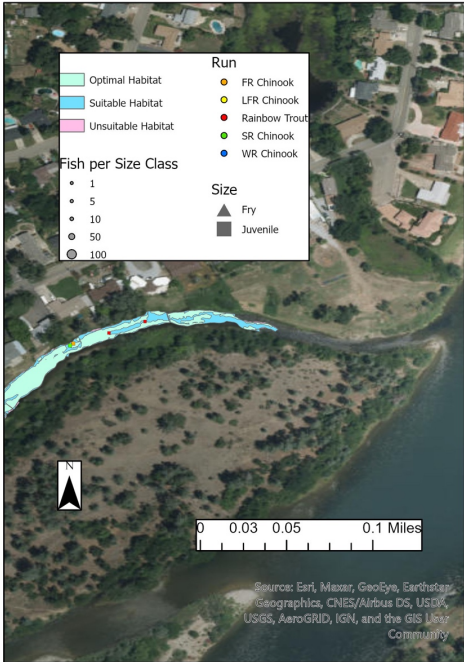 Optimal Habitat
Suitable Habitat
Unsuitable Habitat
Fish per Size Class
1
5
10
50
100
Run
FR Chinook
LFR Chinook
Rainbow Trout
SR Chinook
WR Chinook
Size
Fry
Juvenile
N
0 0.03 0.05 0.1 Miles
Source: Esri, Maxar, GeoEye, Earthstar
Geographics, CNES/Airbus DS, USDA,
USGS, AeroGRID, IGN, and the GIS User
Community